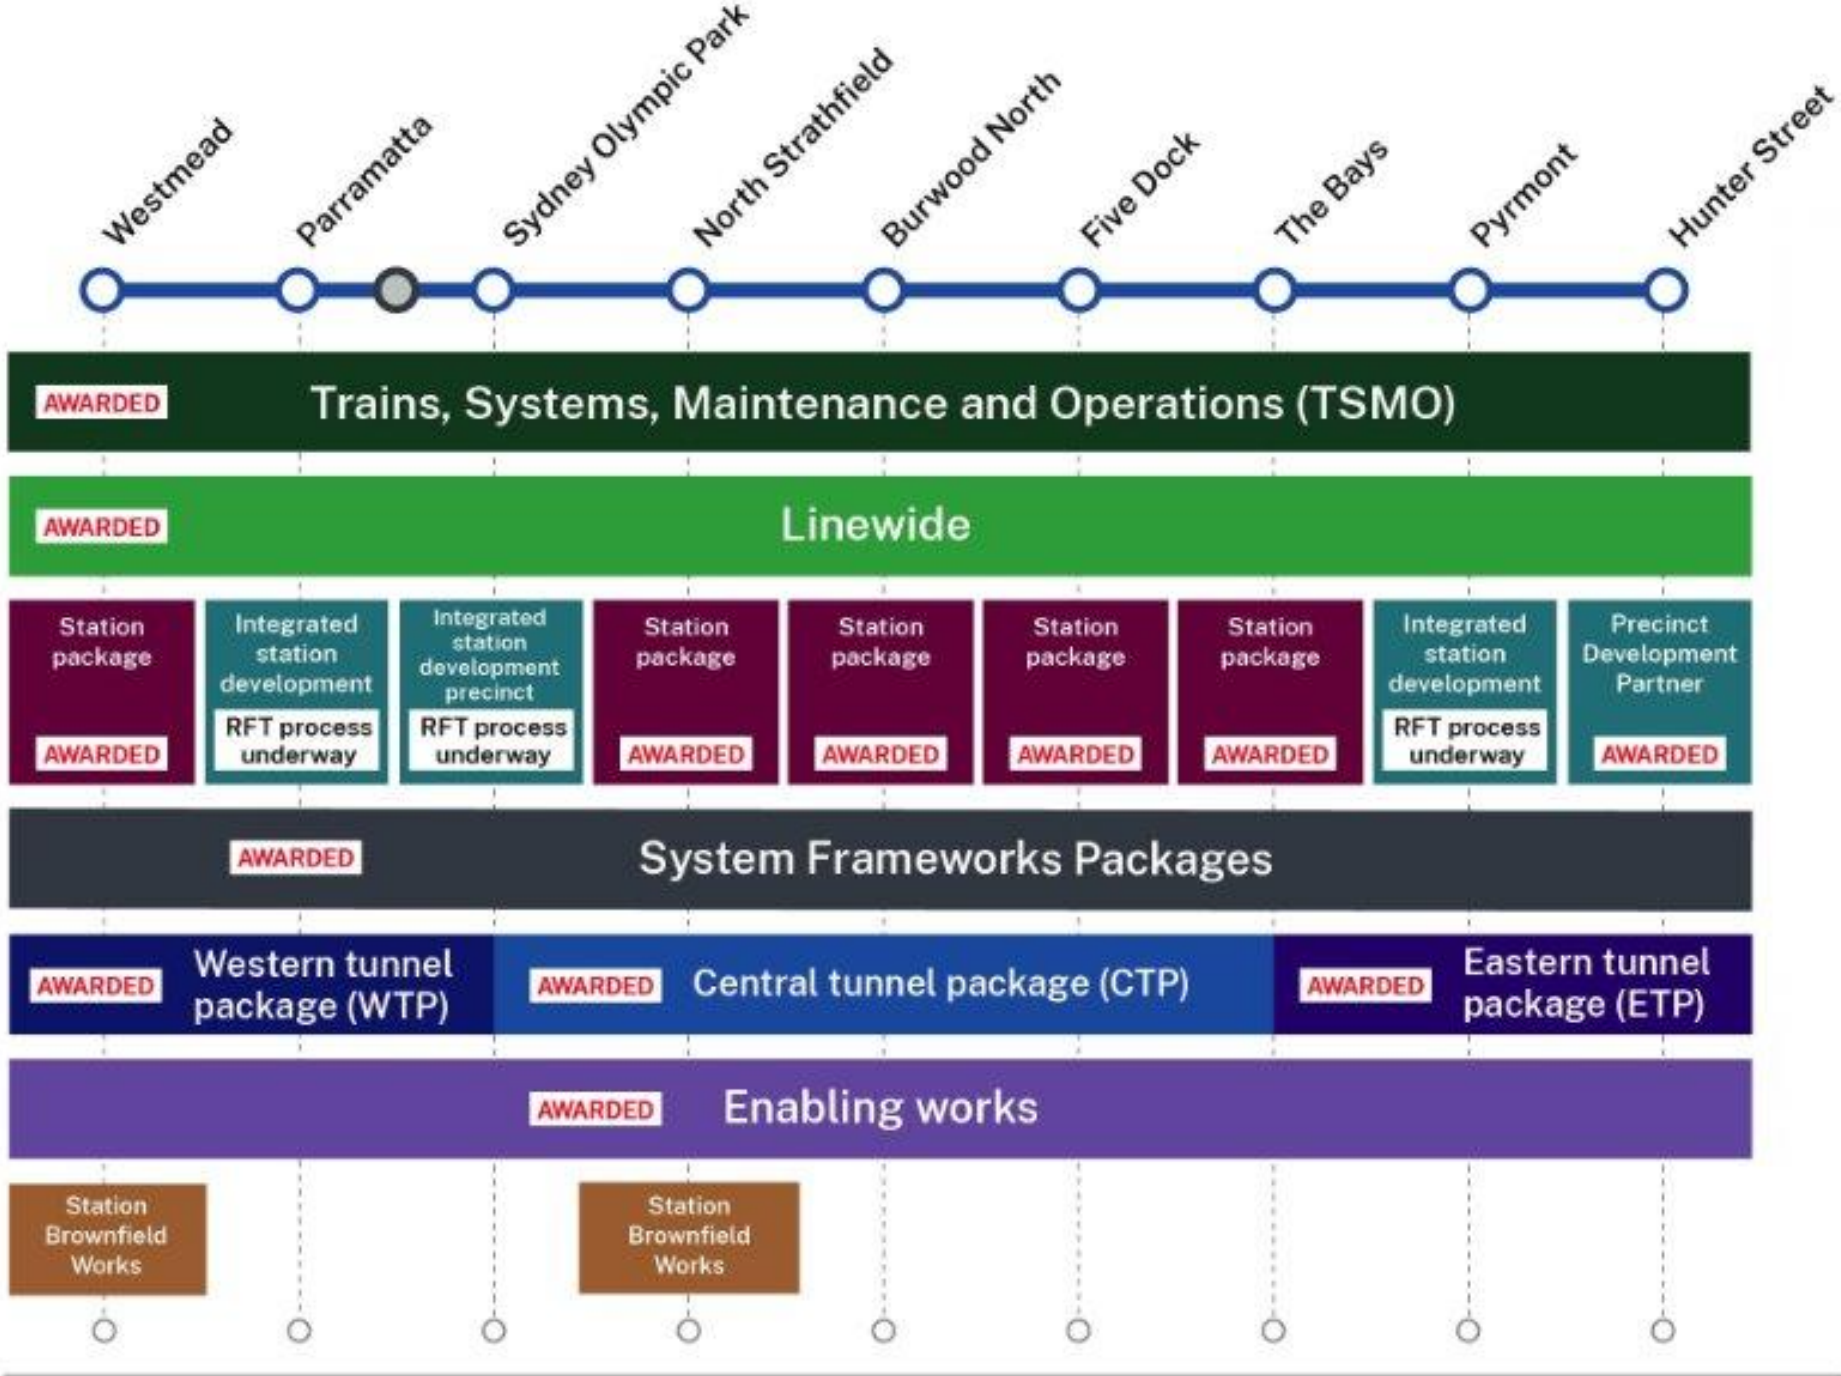 Westmead
Parramatta
Sydney Olympic Park
North Strathfield
Burwood North
Five Dock
The Bays
Pyrmont
Hunter Street
AWARDED
Trains, Systems, Maintenance and Operations (TSMO)
AWARDED
Linewide
Station
package
AWARDED
Integrated
station
development
RFT process
underway
Integrated
station
development
precinct
RFT process
underway
Station
package
AWARDED
Station
package
AWARDED
Station
package
AWARDED
Station
package
AWARDED
Integrated
station
development
RFT process
underway
Precinct
Development
Partner
AWARDED
AWARDED
System Frameworks Packages
AWARDED
Western tunnel
package (WTP)
AWARDED
Central tunnel package (CTP)
AWARDED
Eastern tunnel
package (ETP)
AWARDED
Enabling works
Station
Brownfield
Works
Station
Brownfield
Works